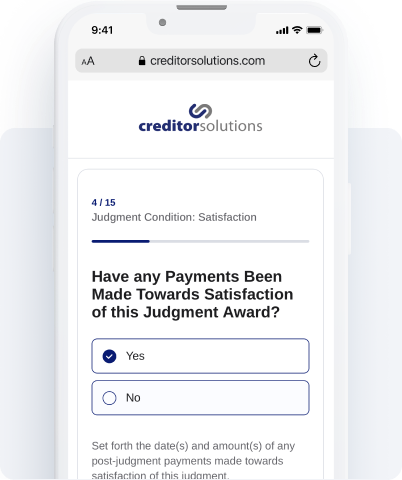 9:41
AA creditorsolutions.com
creditorsolutions
4 / 15
Judgment Condition: Satisfaction
Have any Payments Been
Made Towards Satisfaction
of this Judgment Award?
Yes
No
Set forth the date(s) and amount(s) of any
post-judgment payments made towards
satisfaction of this judgment.